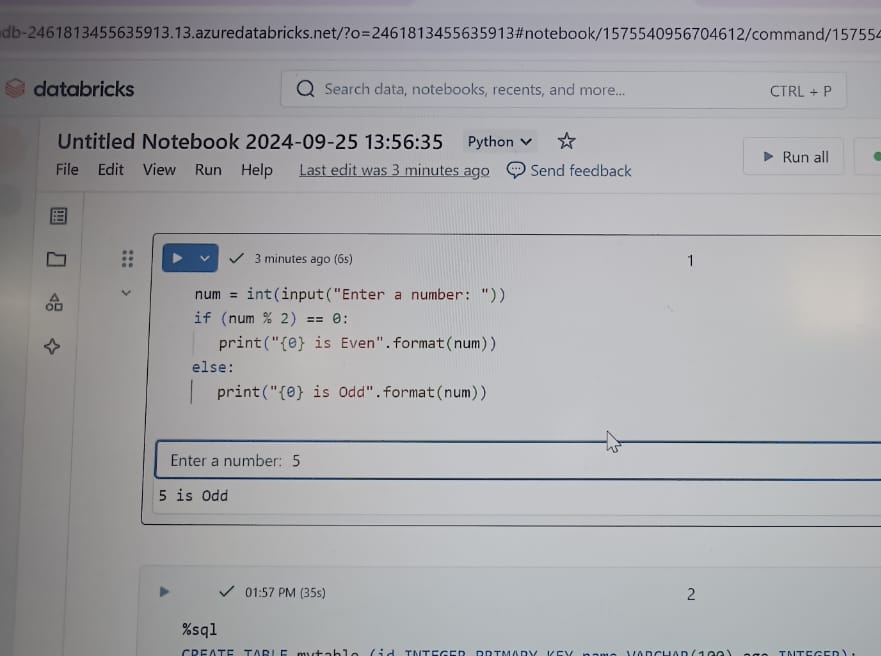 db-2461813455635913.13.azuredatabricks.net/?o=2461813455635913#notebook/1575540956704612/command/15755
databricks
Search data, notebooks, recents, and more... CTRL + P
Untitled Notebook 2024-09-25 13:56:35 Python
File Edit View Run Help Last edit was 3 minutes ago Send feedback Run all
3 minutes ago (6s) 1
num = int(input("Enter a number: "))
if (num % 2) == 0:
print("{0} is Even".format(num))
else:
print("{0} is Odd".format(num))
Enter a number: 5
5 is Odd
01:57 PM (35s) 2
%sql
CREATE TABLE mytable (id INTEGER PRIMARY KEY, name VARCHAR(100), age INTEGER);